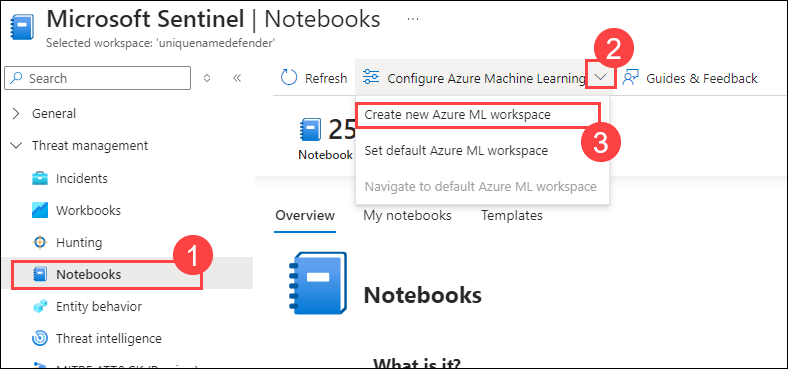 Microsoft Sentinel | Notebooks ...
Selected workspace: 'uniquenamedefender'
2
Search
Refresh
Configure Azure Machine Learning
Guides & Feedback
General
Create new Azure ML workspace
25
3
Threat management
Notebook
Set default Azure ML workspace
Incidents
Navigate to default Azure ML workspace
Workbooks
Overview
My notebooks
Templates
Hunting
1
Notebooks
Notebooks
Entity behavior
Threat intelligence
What is it?